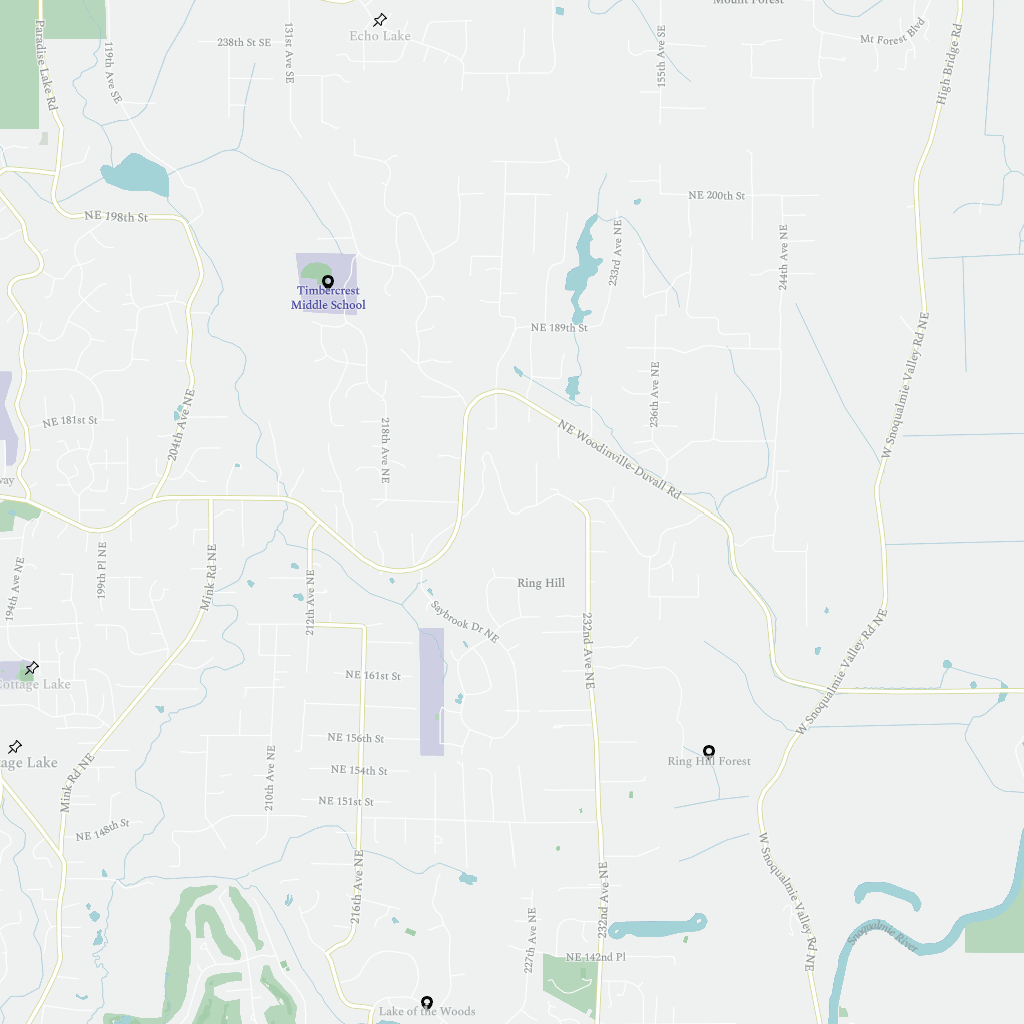 Mount Forest
Paradise Lake Rd
119th Ave SE
238th St SE
131st Ave SE
Echo Lake
155th Ave SE
Mt Forest Blvd
High Bridge Rd
NE 198th St
NE 200th St
233rd Ave NE
244th Ave NE
Timbercrest
Middle School
NE 189th St
W Snoqualmie Valley Rd NE
236th Ave NE
204th Ave NE
NE 181st St
218th Ave NE
NE Woodinville-Duvall Rd
way
199th Pl NE
194th Ave NE
Mink Rd NE
212th Ave NE
Ring Hill
Saybrook Dr NE
232nd Ave NE
W Snoqualmie Valley Rd NE
Cottage Lake
NE 161st St
NE 156th St
tage Lake
NE 154th St
Ring Hill Forest
Mink Rd NE
210th Ave NE
NE 151st St
NE 148th St
216th Ave NE
232nd Ave NE
W Snoqualmie Valley Rd NE
227th Ave NE
Snoqualmie River
NE 142nd Pl
Lake of the Woods